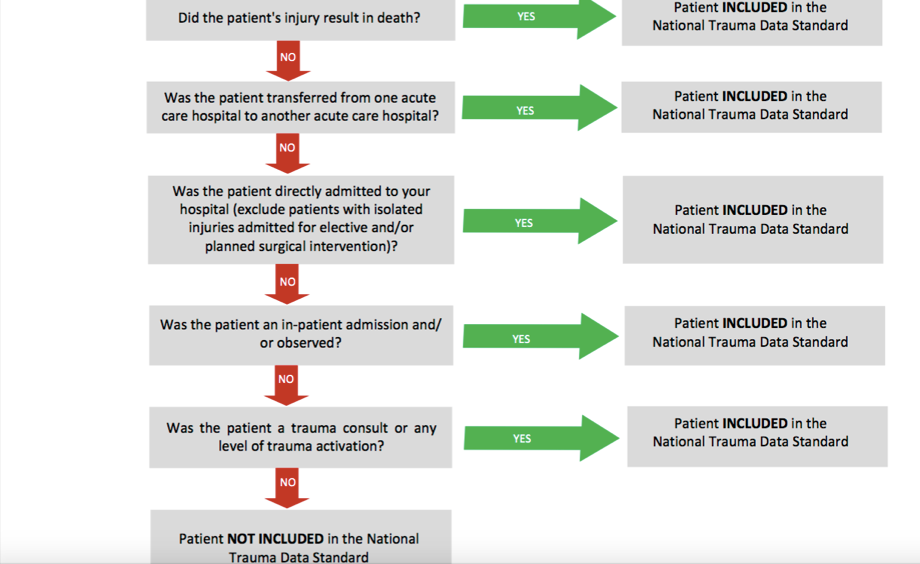 Did the patient's injury result in death?
YES
Patient INCLUDED in the
National Trauma Data Standard
NO
Was the patient transferred from one acute
care hospital to another acute care hospital?
YES
Patient INCLUDED in the
National Trauma Data Standard
NO
Was the patient directly admitted to your
hospital (exclude patients with isolated
injuries admitted for elective and/or
planned surgical intervention)?
YES
Patient INCLUDED in the
National Trauma Data Standard
NO
Was the patient an in-patient admission and/
or observed?
YES
Patient INCLUDED in the
National Trauma Data Standard
NO
Was the patient a trauma consult or any
level of trauma activation?
YES
Patient INCLUDED in the
National Trauma Data Standard
NO
Patient NOT INCLUDED in the National
Trauma Data Standard